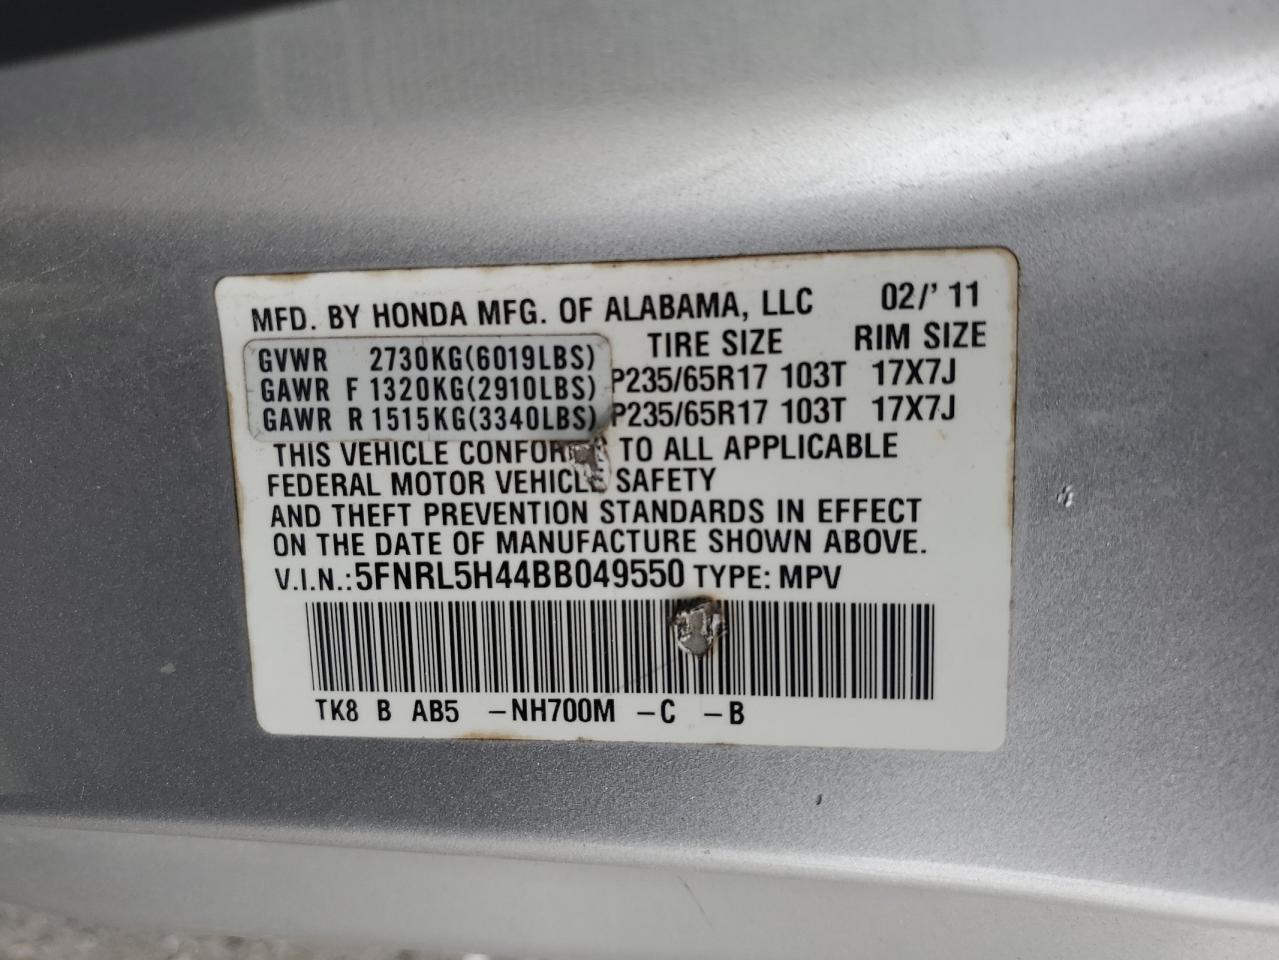 MFD. BY HONDA MFG. OF ALABAMA, LLC 02/' 11
TIRE SIZE RIM SIZE
GVWR 2730KG(6019LBS)
GAWR F 1320KG(2910LBS) P235/65R17 103T 17X7J
GAWR R 1515KG(3340LBS) P235/65R17 103T 17X7J
THIS VEHICLE TO ALL APPLICABLE
FEDERAL MOTOR VEHICLE SAFETY
AND THEFT PREVENTION STANDARDS IN EFFECT
ON THE DATE OF MANUFACTURE SHOWN ABOVE.
V.I.N.: 5FNRL5H44BB049550 TYPE: MPV
TK8 B AB5 -NH700M -C -B